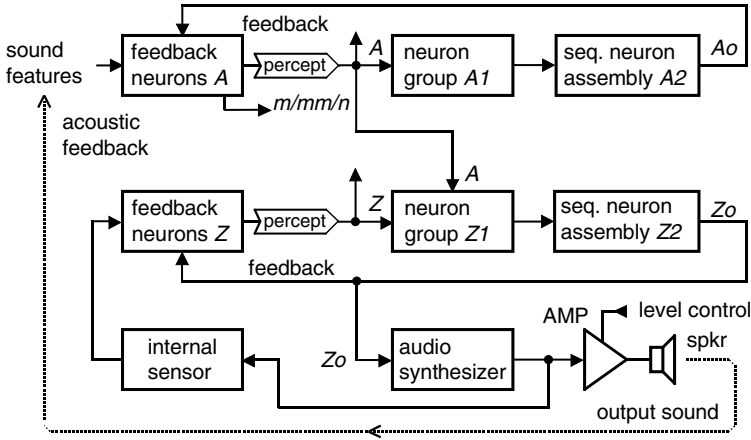 feedback
sound
features
feedback
neurons A
percept
A
neuron
group A1
seq. neuron
assembly A2
Ao
m/mm/n
acoustic
feedback
A
feedback
neurons Z
percept
Z
neuron
group Z1
seq. neuron
assembly Z2
Zo
feedback
internal
sensor
Zo
audio
synthesizer
AMP
level control
spkr
output sound